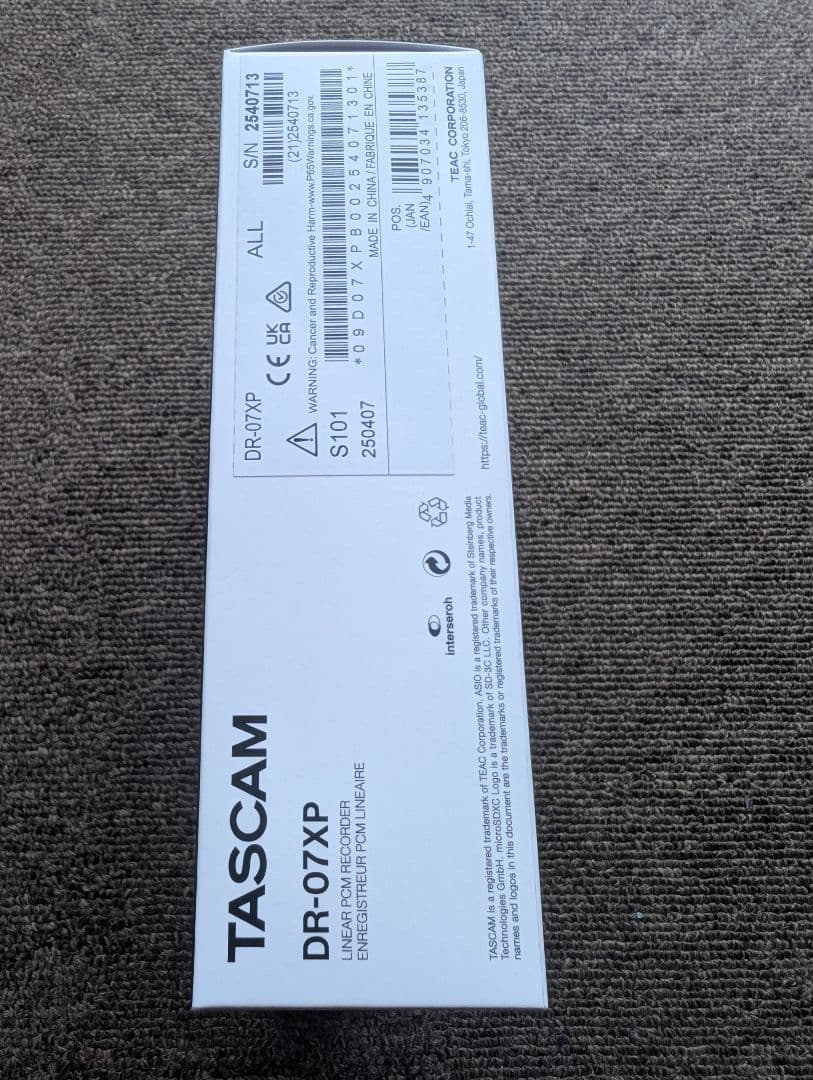 TASCAM
DR-07XP
LINEAR PCM RECORDER
ENREGISTREUR PCM LINEAIRE
interseroh
TASCAM is a registered trademark of TEAC Corporation. ASIO is a registered trademark of Steinberg Media
Technologies GmbH. microSDXC Logo is a trademark of SD-3C LLC. Other company names, product
names and logos in this document are the trademarks or registered trademarks of their respective owners.
DR-07XP ALL S/N 2540713
(21)2540713
CE UK CA
WARNING: Cancer and Reproductive Harm-www.P65Warnings.ca.gov.
S101
250407
*09D07XPB00254071301*
MADE IN CHINA / FABRIQUE EN CHINE
POS.
(JAN
/EAN)
4 907034 135387
TEAC CORPORATION
1-47 Ochiai, Tama-shi, Tokyo 206-8530, Japan
https://teac-global.com/